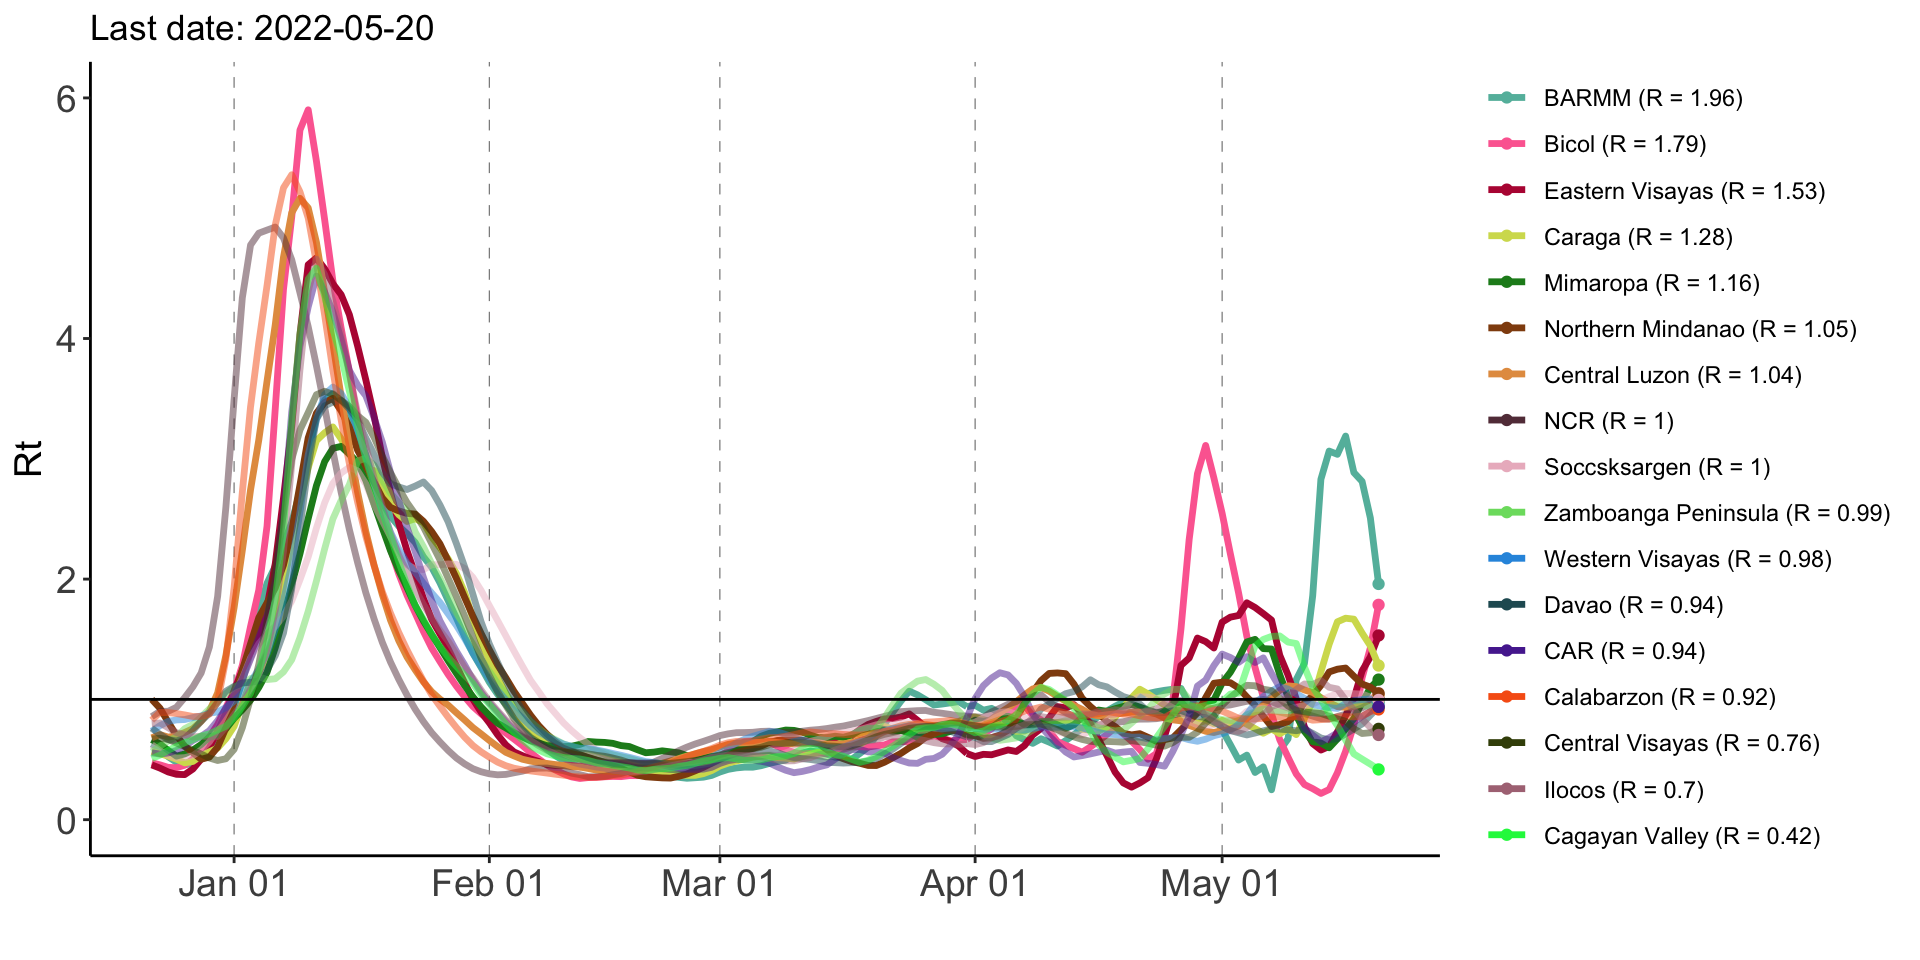 Last date: 2022-05-20
Rt
6
4
2
0
Jan 01
Feb 01
Mar 01
Apr 01
May 01
BARMM (R = 1.96)
Bicol (R = 1.79)
Eastern Visayas (R = 1.53)
Caraga (R = 1.28)
Mimaropa (R = 1.16)
Northern Mindanao (R = 1.05)
Central Luzon (R = 1.04)
NCR (R = 1)
Soccsksargen (R = 1)
Zamboanga Peninsula (R = 0.99)
Western Visayas (R = 0.98)
Davao (R = 0.94)
CAR (R = 0.94)
Calabarzon (R = 0.92)
Central Visayas (R = 0.76)
Ilocos (R = 0.7)
Cagayan Valley (R = 0.42)